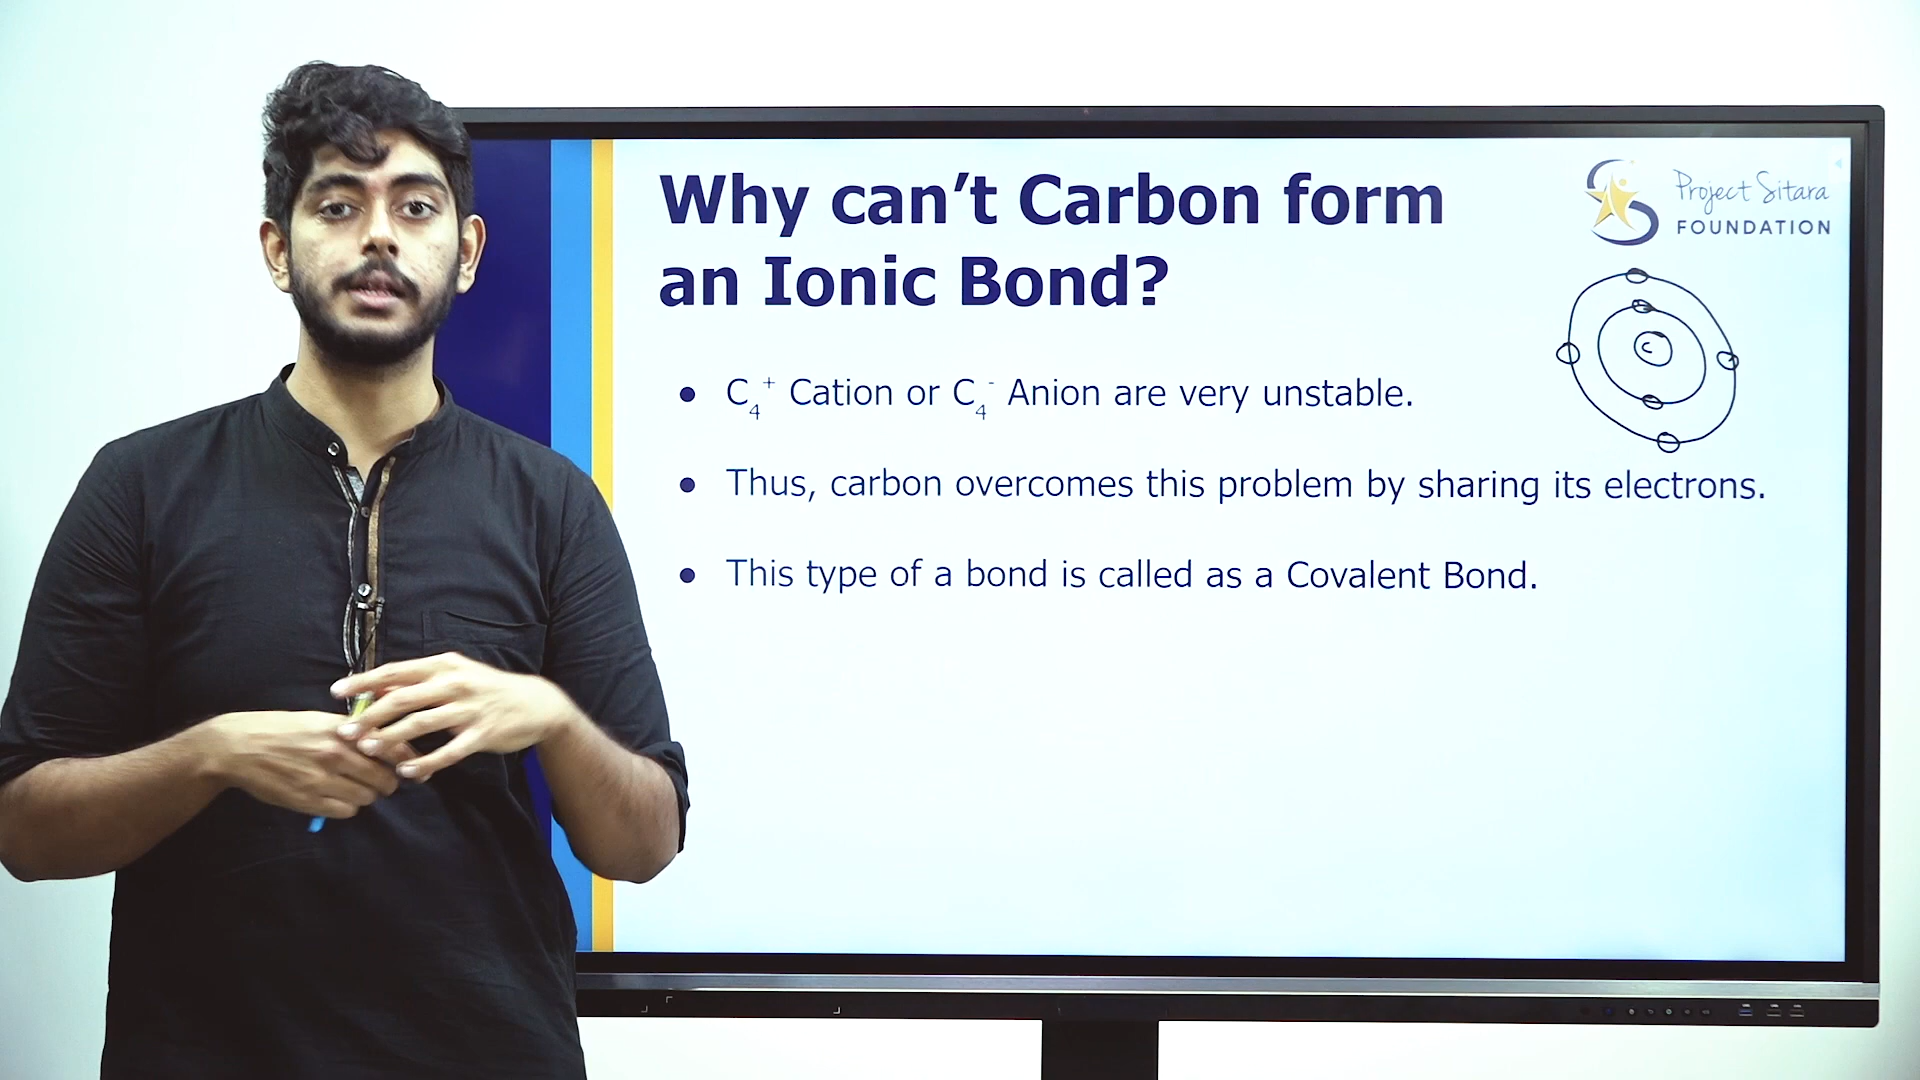 Why can't Carbon form
an Ionic Bond?
Project Sitara
FOUNDATION
C
● C₄⁺ Cation or C₄⁻ Anion are very unstable.
● Thus, carbon overcomes this problem by sharing its electrons.
● This type of a bond is called as a Covalent Bond.